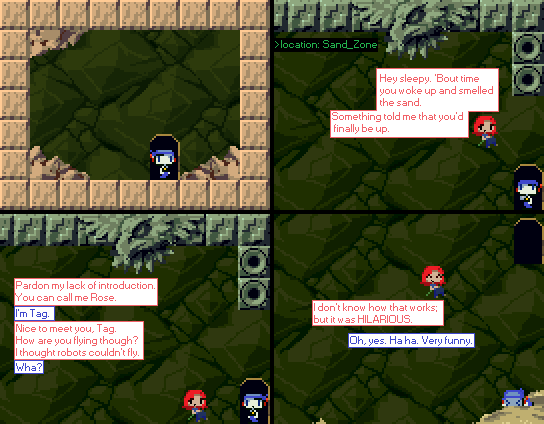 >location: Sand_Zone
Hey sleepy. 'Bout time
you woke up and smelled
the sand.
Something told me that you'd
finally be up.
Pardon my lack of introduction.
You can call me Rose.
I'm Tag.
Nice to meet you, Tag.
How are you flying though?
I thought robots couldn't fly.
Wha?
I don't know how that works;
but it was HILARIOUS.
Oh, yes. Ha ha. Very funny.